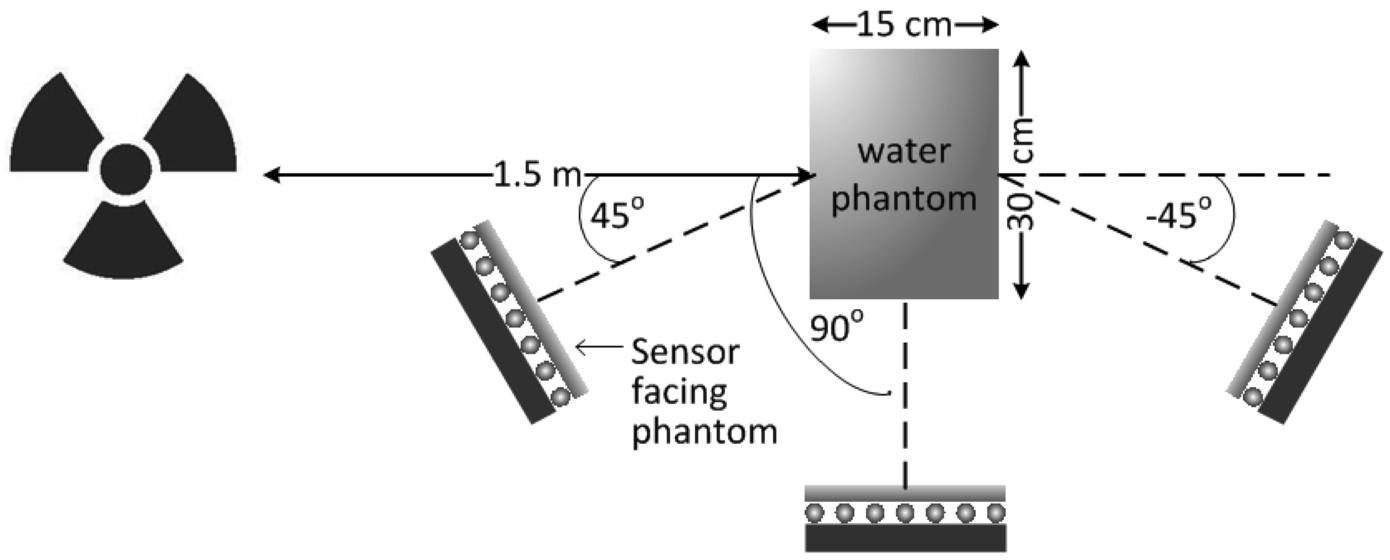 15 cm
water
phantom
30 cm
1.5 m
45°
-45°
90°
Sensor
facing
phantom